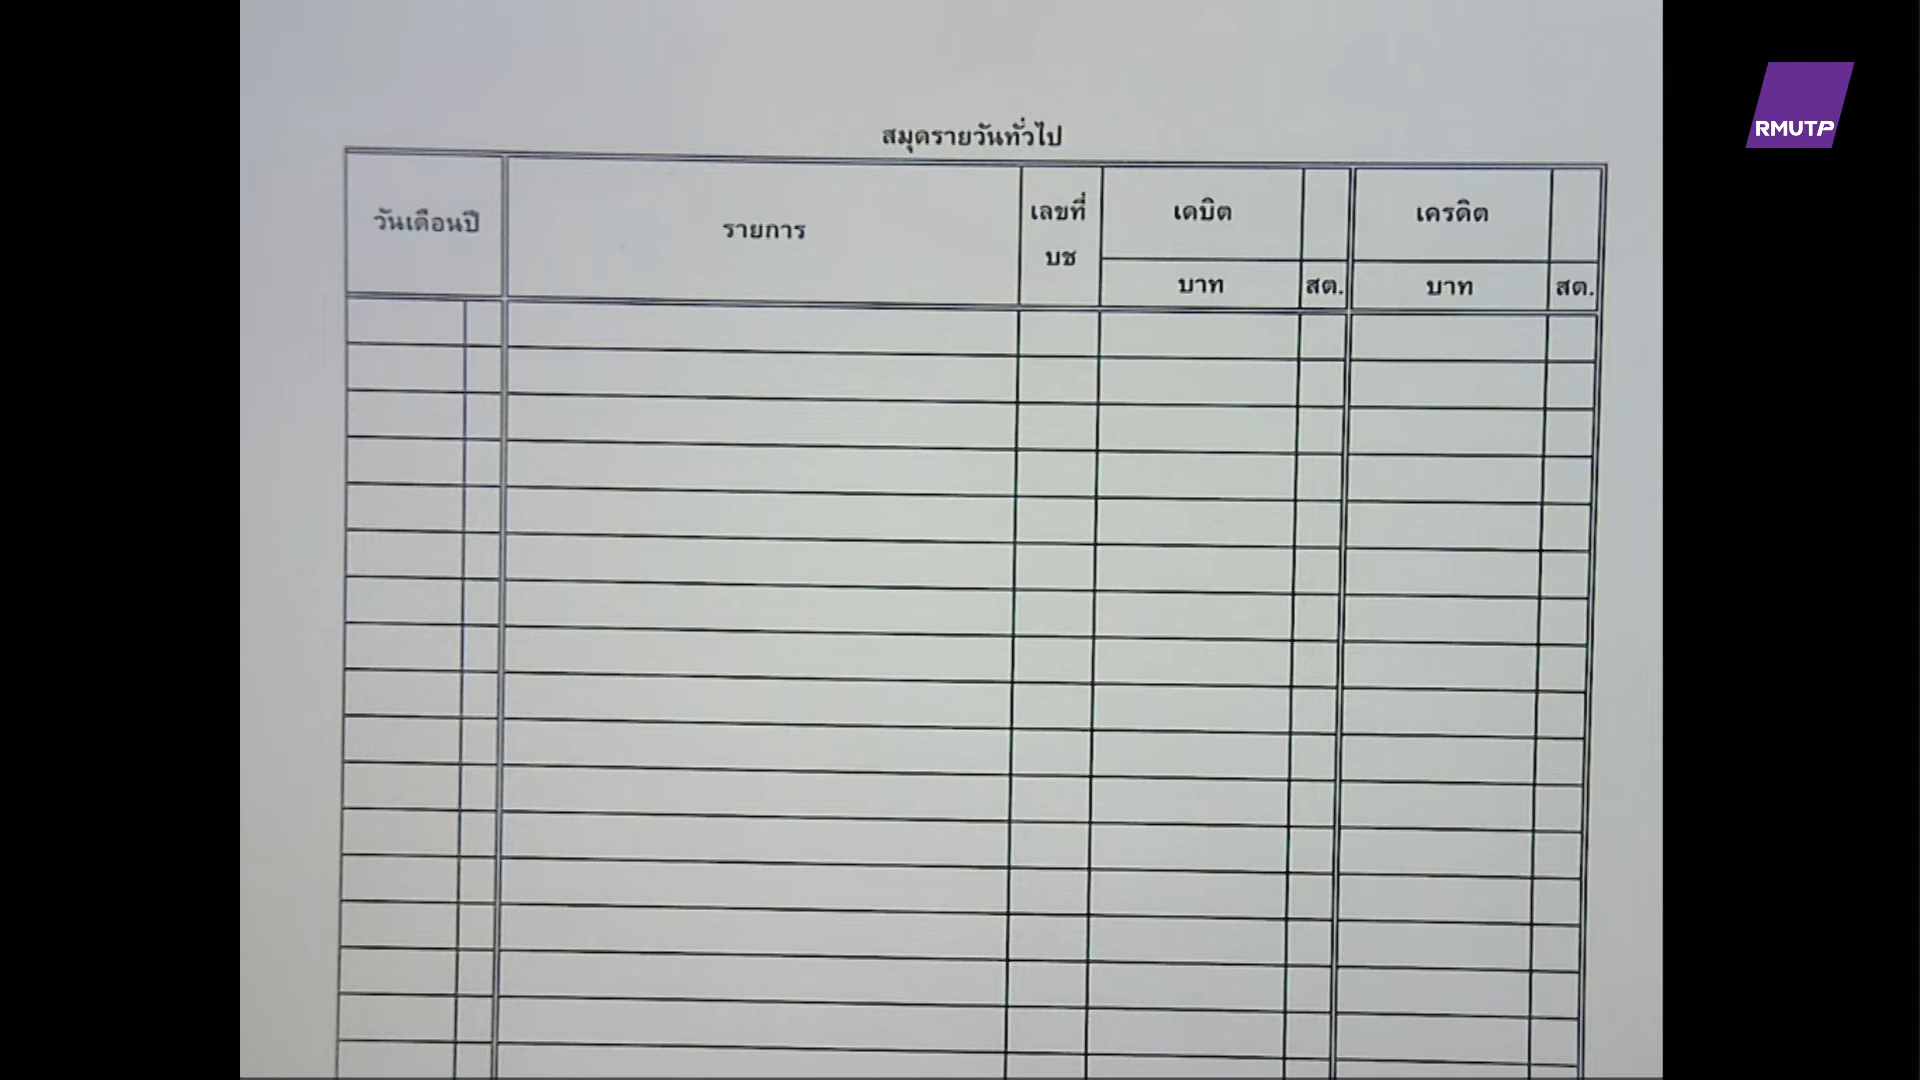 RMUTP
สมุดรายวันทั่วไป
วันเดือนปี
รายการ
เลขที่
บช
เดบิต
เครดิต
บาท
สต.
บาท
สต.